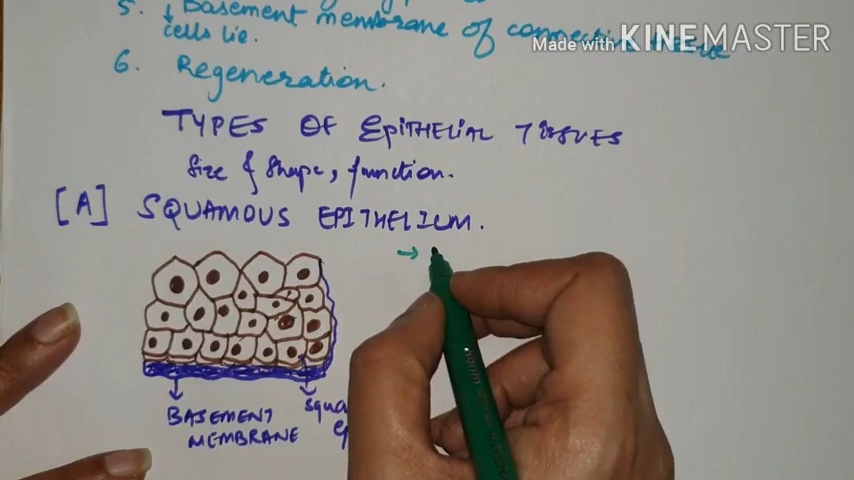 5. ↓ Basement membrane of connective tissue
cells lie.
Made with KINEMASTER
6. Regeneration.
TYPES OF EPITHELIAL TISSUES
Size & Shape, function.
[A] SQUAMOUS EPITHELIUM.
→
BASEMENT
MEMBRANE